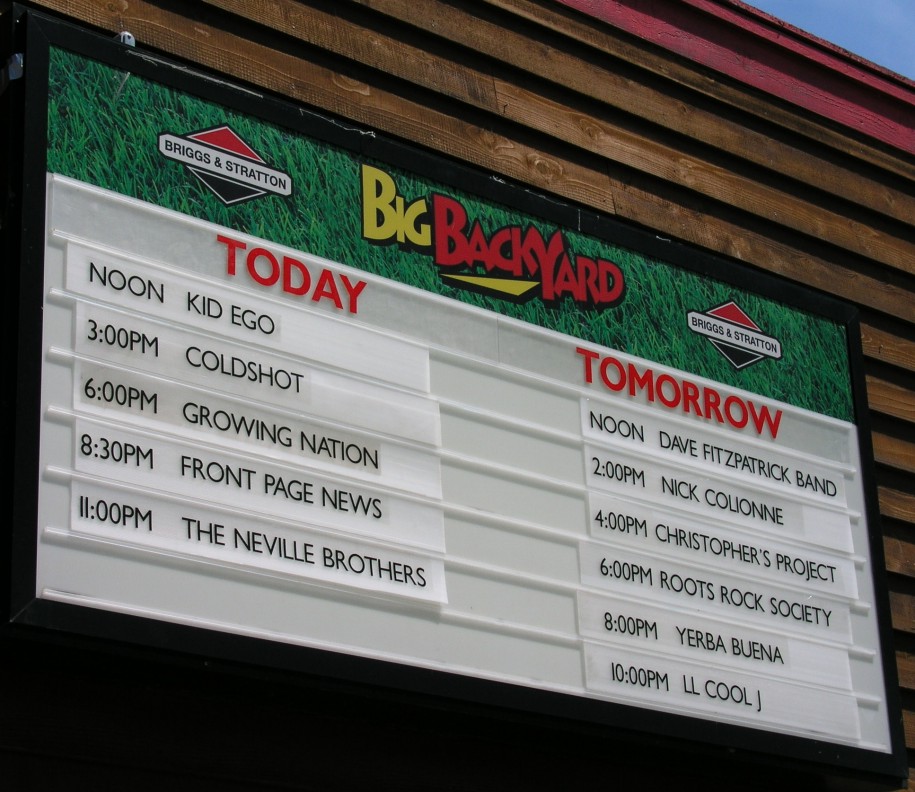 BRIGGS & STRATTON
BIG BACKYARD
BRIGGS & STRATTON
TODAY
NOON KID EGO
3:00PM COLDSHOT
6:00PM GROWING NATION
8:30PM FRONT PAGE NEWS
11:00PM THE NEVILLE BROTHERS
TOMORROW
NOON DAVE FITZPATRICK BAND
2:00PM NICK COLIONNE
4:00PM CHRISTOPHER'S PROJECT
6:00PM ROOTS ROCK SOCIETY
8:00PM YERBA BUENA
10:00PM LL COOL J